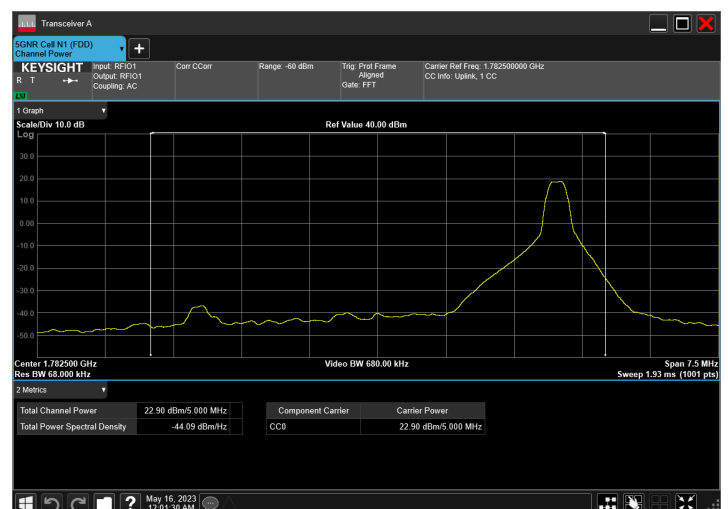 Transceiver A
5GNR Cell N1 (FDD)
Channel Power
KEYSIGHT
R T
LXI
Input: RFIO1
Output: RFIO1
Coupling: AC
Corr CCorr
Range: -60 dBm
Trig: Prot Frame
Aligned
Gate: FFT
Carrier Ref Freq: 1.782500000 GHz
CC Info: Uplink, 1 CC
1 Graph
Scale/Div 10.0 dB
Ref Value 40.00 dBm
Log
30.0
20.0
10.0
0.00
-10.0
-20.0
-30.0
-40.0
-50.0
Center 1.782500 GHz
Video BW 680.00 kHz
Span 7.5 MHz
Res BW 68.000 kHz
Sweep 1.93 ms (1001 pts)
2 Metrics
Total Channel Power 22.90 dBm/5.000 MHz
Total Power Spectral Density -44.09 dBm/Hz
Component Carrier Carrier Power
CC0 22.90 dBm/5.000 MHz
?
May 16, 2023
12:01:30 AM